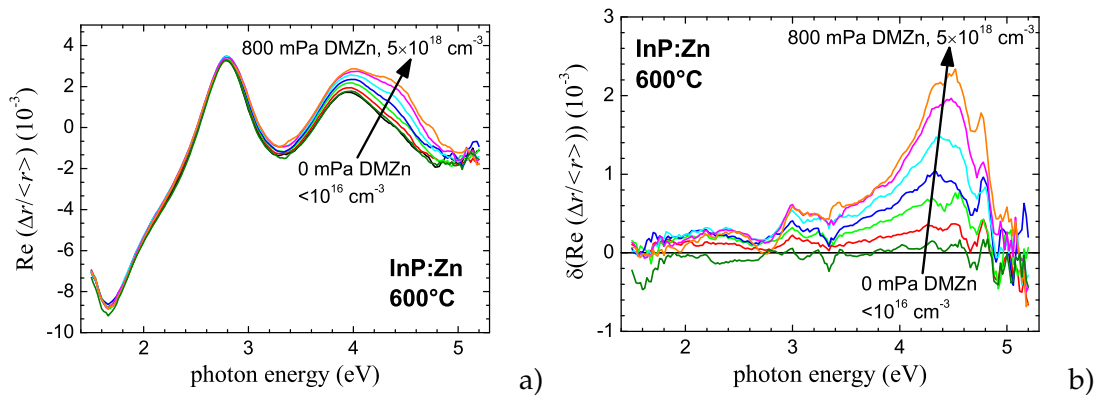 800 mPa DMZn, 5×10¹⁸ cm⁻³
4
2
0
-2
-4
-6
-8
-10
Re (Δr/<r>) (10⁻³)
0 mPa DMZn
<10¹⁶ cm⁻³
InP:Zn
600°C
2 3 4 5
photon energy (eV)
a)
InP:Zn
600°C
800 mPa DMZn, 5×10¹⁸ cm⁻³
3
2
1
0
-1
δ(Re (Δr/<r>)) (10⁻³)
0 mPa DMZn
<10¹⁶ cm⁻³
2 3 4 5
photon energy (eV)
b)